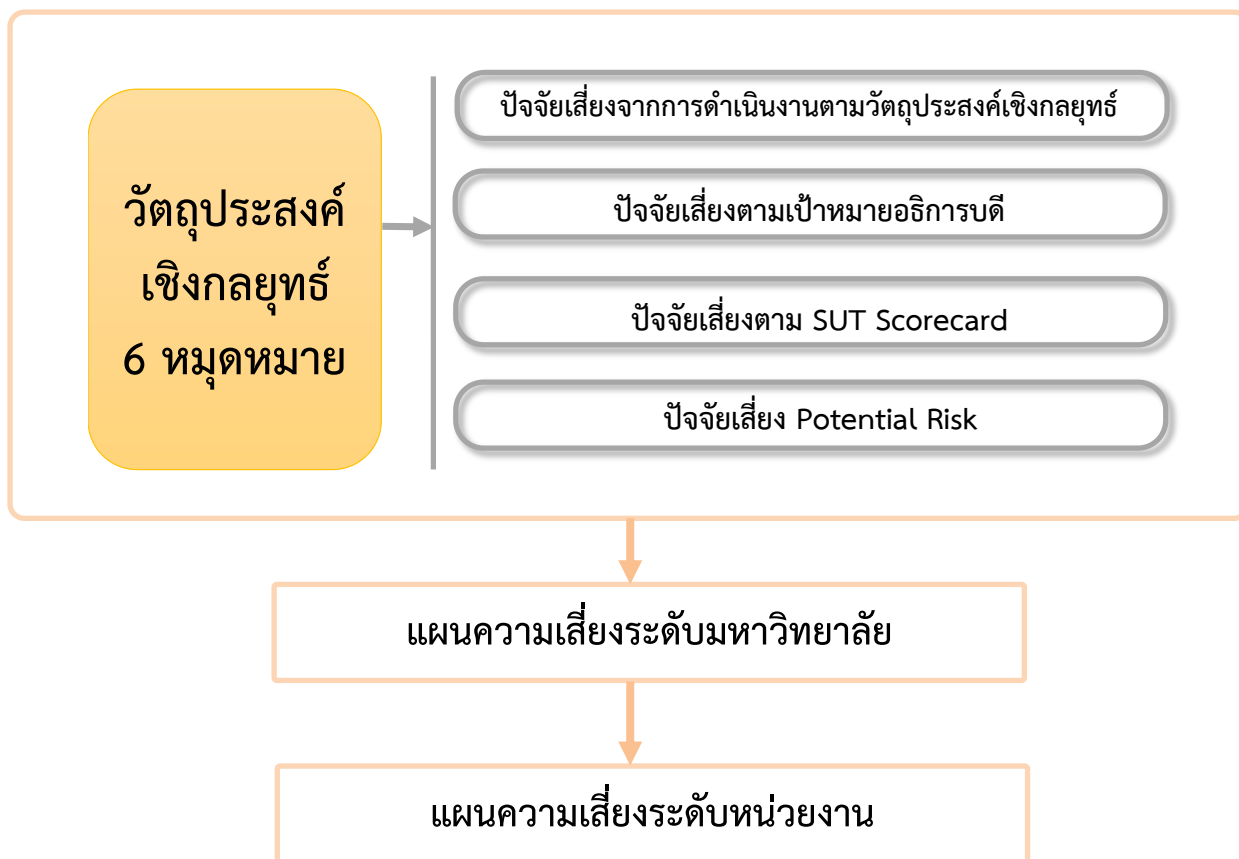 วัตถุประสงค์
เชิงกลยุทธ์
6 หมุดหมาย
ปัจจัยเสี่ยงจากการดำเนินงานตามวัตถุประสงค์เชิงกลยุทธ์
ปัจจัยเสี่ยงตามเป้าหมายอธิการบดี
ปัจจัยเสี่ยงตาม SUT Scorecard
ปัจจัยเสี่ยง Potential Risk
แผนความเสี่ยงระดับมหาวิทยาลัย
แผนความเสี่ยงระดับหน่วยงาน